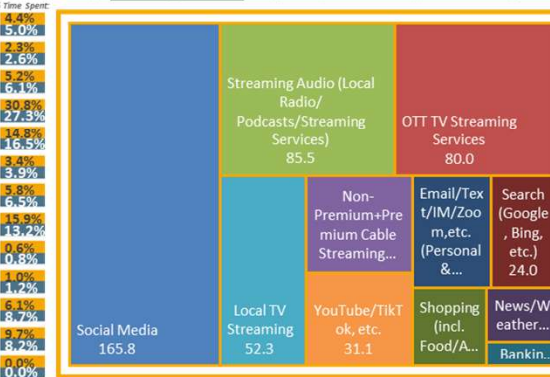 Time Spent:
4.4%
5.0%
2.3%
2.6%
5.2%
6.1%
30.8%
27.3%
14.8%
16.5%
3.4%
3.9%
5.8%
6.5%
15.9%
13.2%
0.6%
0.8%
1.0%
1.2%
6.1%
8.7%
9.7%
8.2%
0.0%
0.0%
Social Media
165.8
Streaming Audio (Local
Radio/
Podcasts/Streaming
Services)
85.5
OTT TV Streaming
Services
80.0
Local TV
Streaming
52.3
Non-
Premium+Pre
mium Cable
Streaming...
YouTube/TikT
ok, etc.
31.1
Email/Tex
t/IM/Zoo
m,etc.
(Personal
&...
Search
(Google
, Bing,
etc.)
24.0
Shopping
(incl.
Food/A...
News/W
eather...
Bankin...